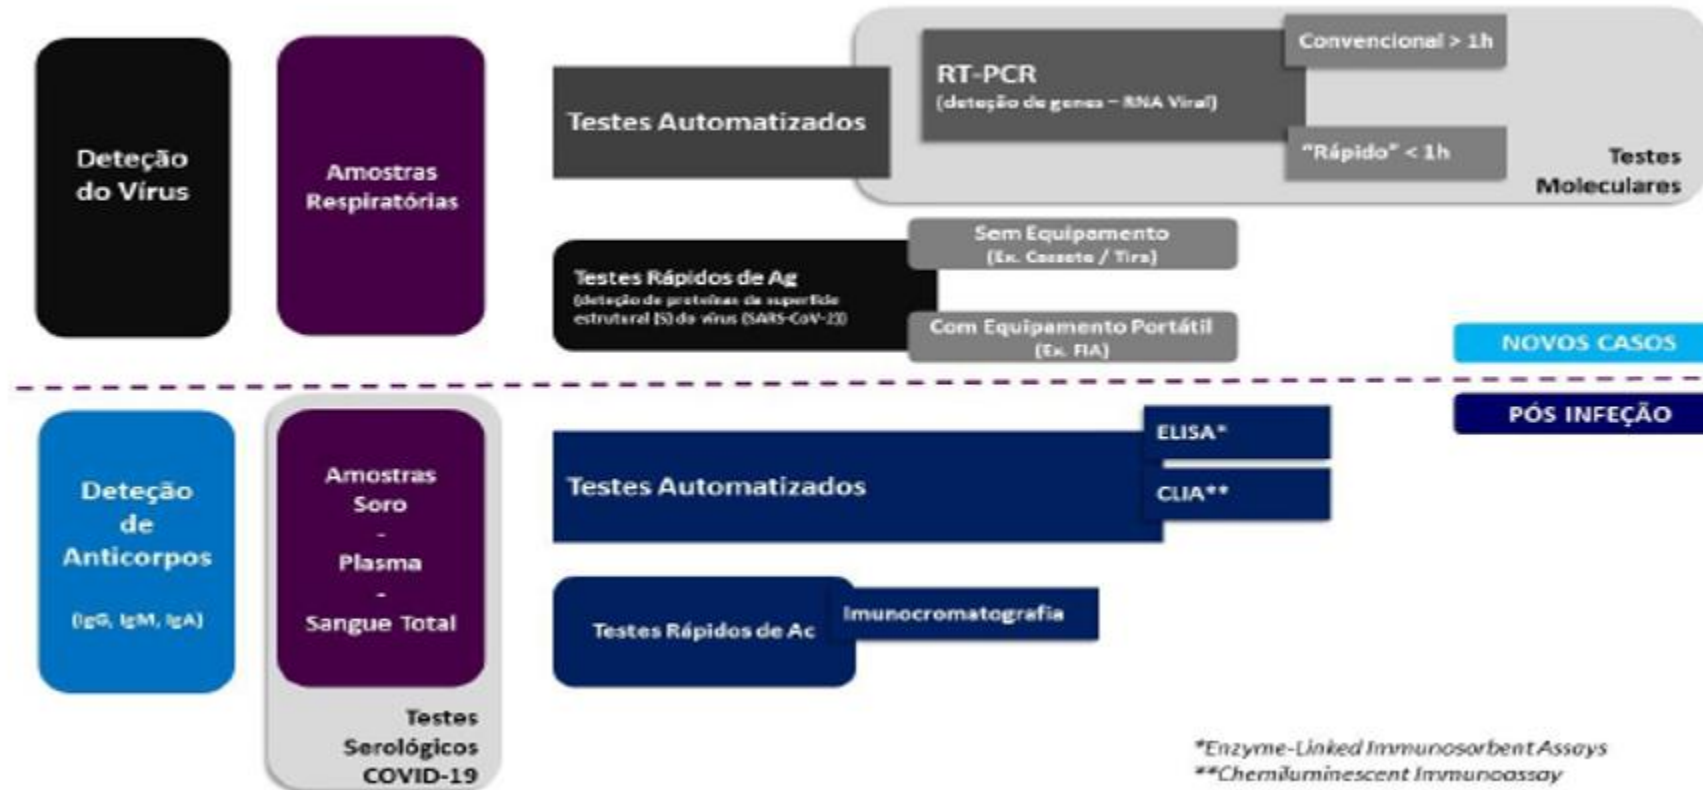 Deteção
do Vírus
Amostras
Respiratórias
Testes Automatizados
RT-PCR
(deteção de genes – RNA Viral)
Convencional > 1h
“Rápido” < 1h
Testes
Moleculares
Testes Rápidos de Ag
(deteção de proteínas da superfície
estrutural (S) do vírus (SARS-CoV-2))
Sem Equipamento
(Ex. Cassete / Tira)
Com Equipamento Portátil
(Ex. FIA)
NOVOS CASOS
PÓS INFEÇÃO
Deteção
de
Anticorpos
(IgG, IgM, IgA)
Amostras
Soro
-
Plasma
-
Sangue Total
Testes
Serológicos
COVID-19
Testes Automatizados
ELISA*
CLIA**
Testes Rápidos de Ac
Imunocromatografia
*Enzyme-Linked Immunosorbent Assays
**Chemiluminescent Immunoassay